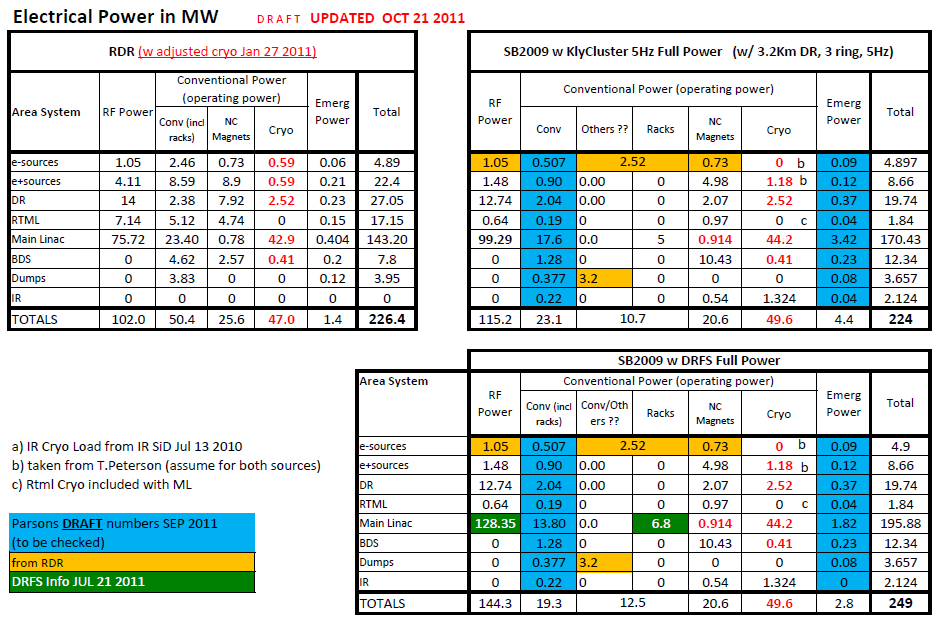 Electrical Power in MW DRAFT UPDATED OCT 21 2011
RDR (w adjusted cryo Jan 27 2011)
Area System RF Power Conventional Power (operating power) Emerg Power Total
Conv (incl racks) NC Magnets Cryo
e-sources 1.05 2.46 0.73 0.59 0.06 4.89
e+sources 4.11 8.59 8.9 0.59 0.21 22.4
DR 14 2.38 7.92 2.52 0.23 27.05
RTML 7.14 5.12 4.74 0 0.15 17.15
Main Linac 75.72 23.40 0.78 42.9 0.404 143.20
BDS 0 4.62 2.57 0.41 0.2 7.8
Dumps 0 3.83 0 0 0.12 3.95
IR 0 0 0 0 0 0
TOTALS 102.0 50.4 25.6 47.0 1.4 226.4
SB2009 w KlyCluster 5Hz Full Power (w/ 3.2Km DR, 3 ring, 5Hz)
RF Power Conventional Power (operating power) Emerg Power Total
Conv Others ?? Racks NC Magnets Cryo
1.05 0.507 2.52 0.73 0 b 0.09 4.897
1.48 0.90 0.00 0 4.98 1.18 b 0.12 8.66
12.74 2.04 0.00 0 2.07 2.52 0.37 19.74
0.64 0.19 0 0 0.97 0 c 0.04 1.84
99.29 17.6 0.0 5 0.914 44.2 3.42 170.43
0 1.28 0 0 10.43 0.41 0.23 12.34
0 0.377 3.2 0 0 0 0.08 3.657
0 0.22 0 0 0.54 1.324 0.04 2.124
115.2 23.1 10.7 20.6 49.6 4.4 224
SB2009 w DRFS Full Power
Area System RF Power Conventional Power (operating power) Emerg Power Total
Conv (incl racks) Conv/Oth ers ?? Racks NC Magnets Cryo
e-sources 1.05 0.507 2.52 0.73 0 b 0.09 4.9
e+sources 1.48 0.90 0.00 0 4.98 1.18 b 0.12 8.66
DR 12.74 2.04 0.00 0 2.07 2.52 0.37 19.74
RTML 0.64 0.19 0 0 0.97 0 c 0.04 1.84
Main Linac 128.35 13.80 0.0 6.8 0.914 44.2 1.82 195.88
BDS 0 1.28 0 0 10.43 0.41 0.23 12.34
Dumps 0 0.377 3.2 0 0 0 0.08 3.657
IR 0 0.22 0 0 0.54 1.324 0 2.124
TOTALS 144.3 19.3 12.5 20.6 49.6 2.8 249
a) IR Cryo Load from IR SiD Jul 13 2010
b) taken from T.Peterson (assume for both sources)
c) Rtml Cryo included with ML
Parsons DRAFT numbers SEP 2011
(to be checked)
from RDR
DRFS Info JUL 21 2011